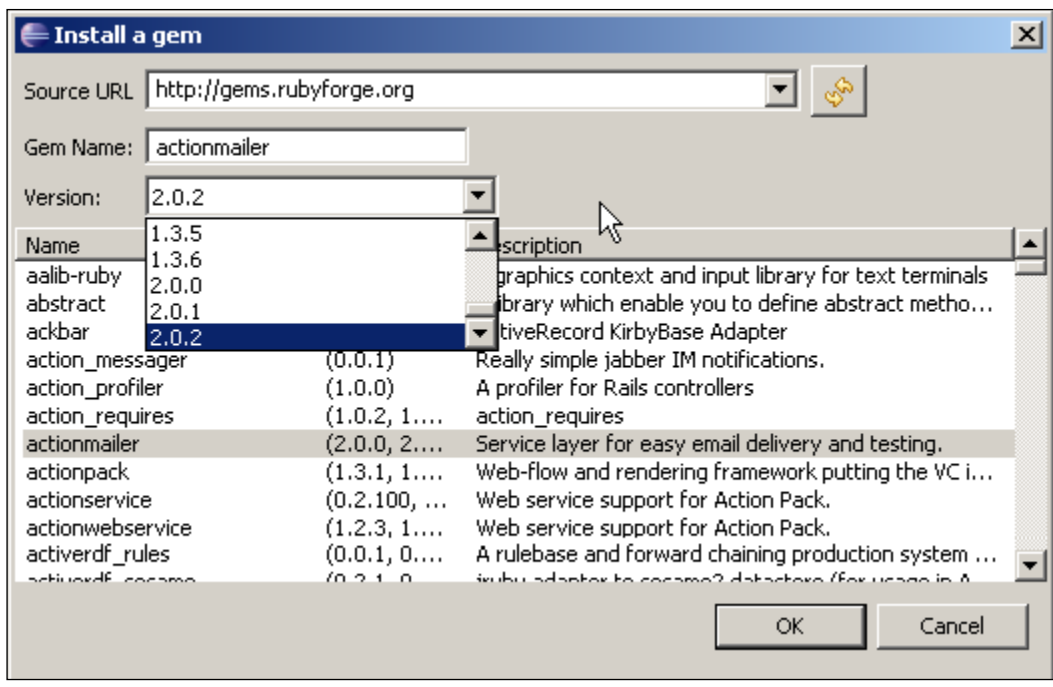 Install a gem
Source URL http://gems.rubyforge.org
Gem Name: actionmailer
Version: 2.0.2
1.3.5
1.3.6
2.0.0
2.0.1
2.0.2
Name scription
aalib-ruby graphics context and input library for text terminals
abstract ibrary which enable you to define abstract metho...
ackbar tiveRecord KirbyBase Adapter
action_messager (0.0.1) Really simple jabber IM notifications.
action_profiler (1.0.0) A profiler for Rails controllers
action_requires (1.0.2, 1.... action_requires
actionmailer (2.0.0, 2.... Service layer for easy email delivery and testing.
actionpack (1.3.1, 1.... Web-flow and rendering framework putting the VC i...
actionservice (0.2.100, ... Web service support for Action Pack.
actionwebservice (1.2.3, 1.... Web service support for Action Pack.
activerdf_rules (0.0.1, 0.... A rulebase and forward chaining production system ...
OK Cancel